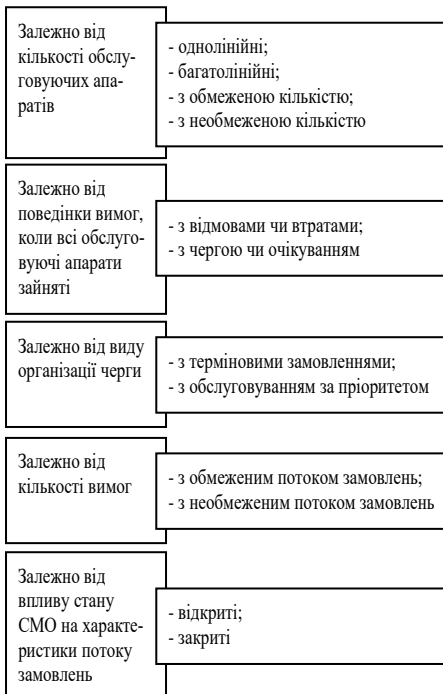 Залежно від
кількості обслу-
говуючих апа-
ратів
- однолінійні;
- багатолінійні;
- з обмеженою кількістю;
- з необмеженою кількістю
Залежно від
поведінки вимог,
коли всі обслуго-
вуючі апарати
зайняті
- з відмовами чи втратами;
- з чергою чи очікуванням
Залежно від виду
організації черги
- з терміновими замовленнями;
- з обслуговуванням за пріоритетом
Залежно від
кількості вимог
- з обмеженим потоком замовлень;
- з необмеженим потоком замовлень
Залежно від
впливу стану
СМО на характе-
ристики потоку
замовлень
- відкриті;
- закриті